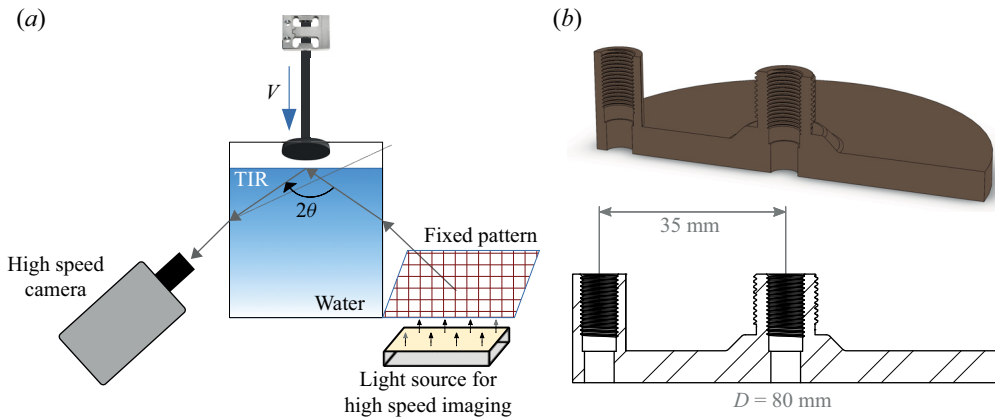 (a)
V
TIR
2θ
Fixed pattern
High speed
camera
Water
Light source for
high speed imaging
(b)
35 mm
D = 80 mm